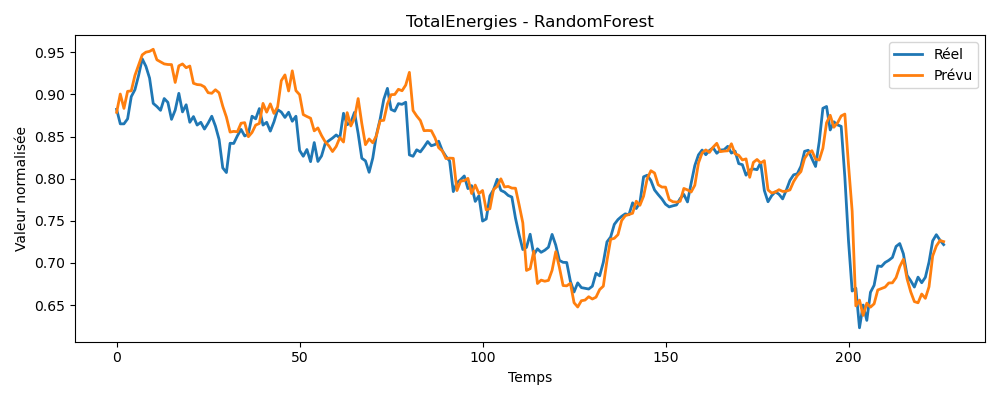 TotalEnergies - RandomForest
Réel
Prévu
Valeur normalisée
0.95
0.90
0.85
0.80
0.75
0.70
0.65
0 50 100 150 200
Temps